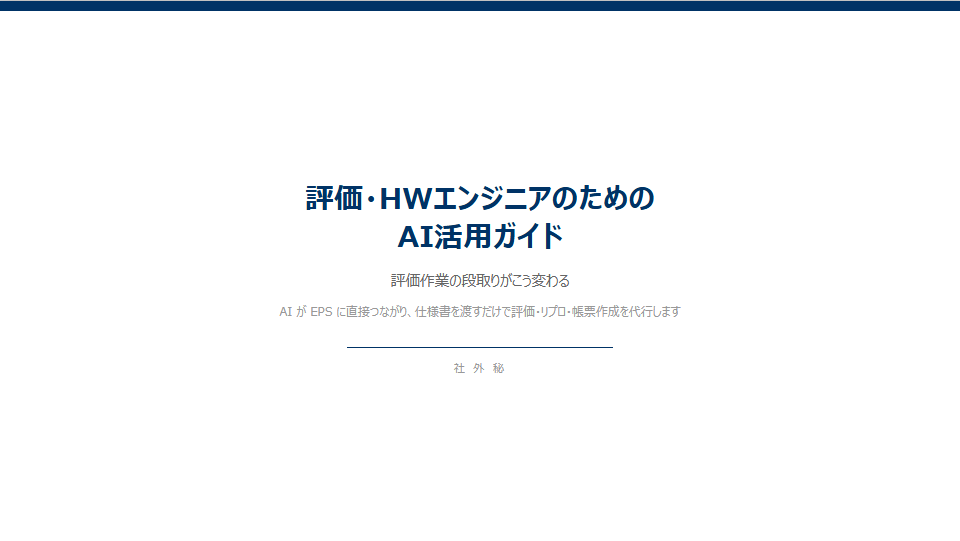 評価・HWエンジニアのための
AI活用ガイド
評価作業の段取りがこう変わる
AI が EPS に直接つながり、仕様書を渡すだけで評価・リプロ・帳票作成を代行します
社 外 秘